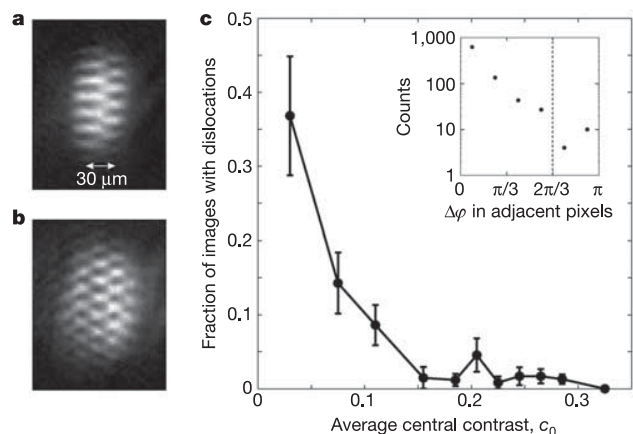 a
30 μm
b
c
Fraction of images with dislocations
0.5
0.4
0.3
0.2
0.1
0
0
0.1
0.2
0.3
Average central contrast, c₀
Counts
1,000
100
10
1
0
π/3
2π/3
π
Δφ in adjacent pixels